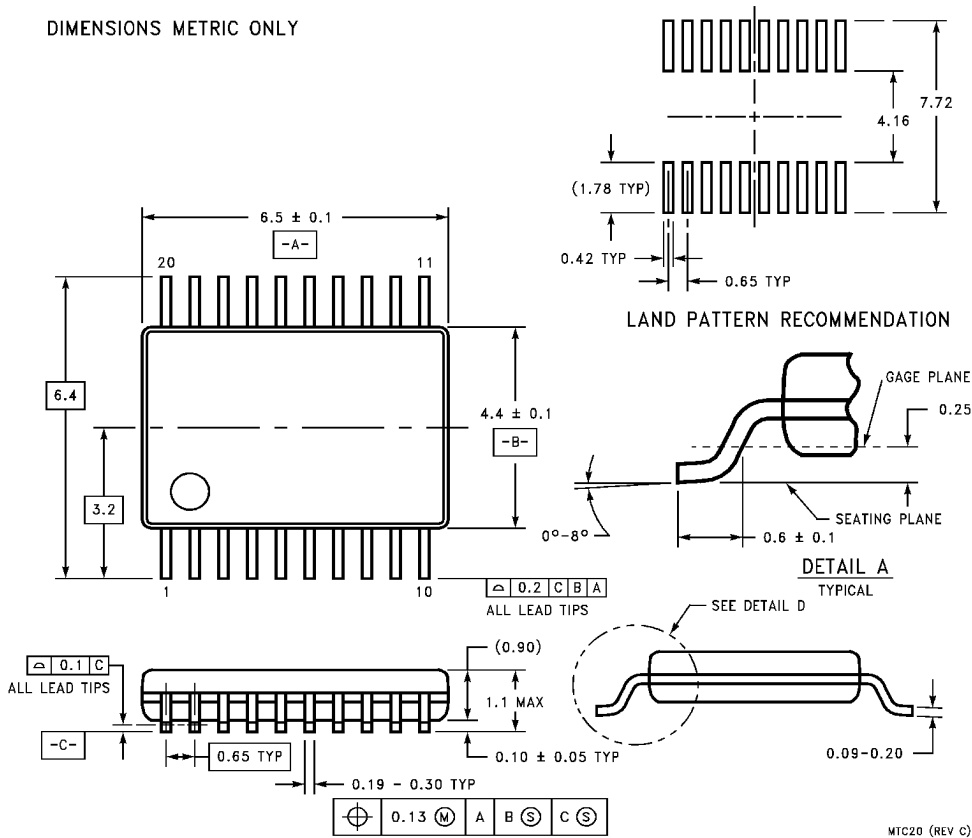 DIMENSIONS METRIC ONLY
7.72
4.16
(1.78 TYP)
0.42 TYP
0.65 TYP
LAND PATTERN RECOMMENDATION
6.5 ± 0.1
-A-
20
11
6.4
3.2
4.4 ± 0.1
-B-
1
10
⌓ 0.2 C B A
ALL LEAD TIPS
GAGE PLANE
0.25
SEATING PLANE
0°-8°
0.6 ± 0.1
DETAIL A
TYPICAL
SEE DETAIL D
⌓ 0.1 C
ALL LEAD TIPS
(0.90)
1.1 MAX
-C-
0.65 TYP
0.10 ± 0.05 TYP
0.19 - 0.30 TYP
0.09-0.20
⌖ 0.13 Ⓜ A B Ⓢ C Ⓢ
MTC20 (REV C)